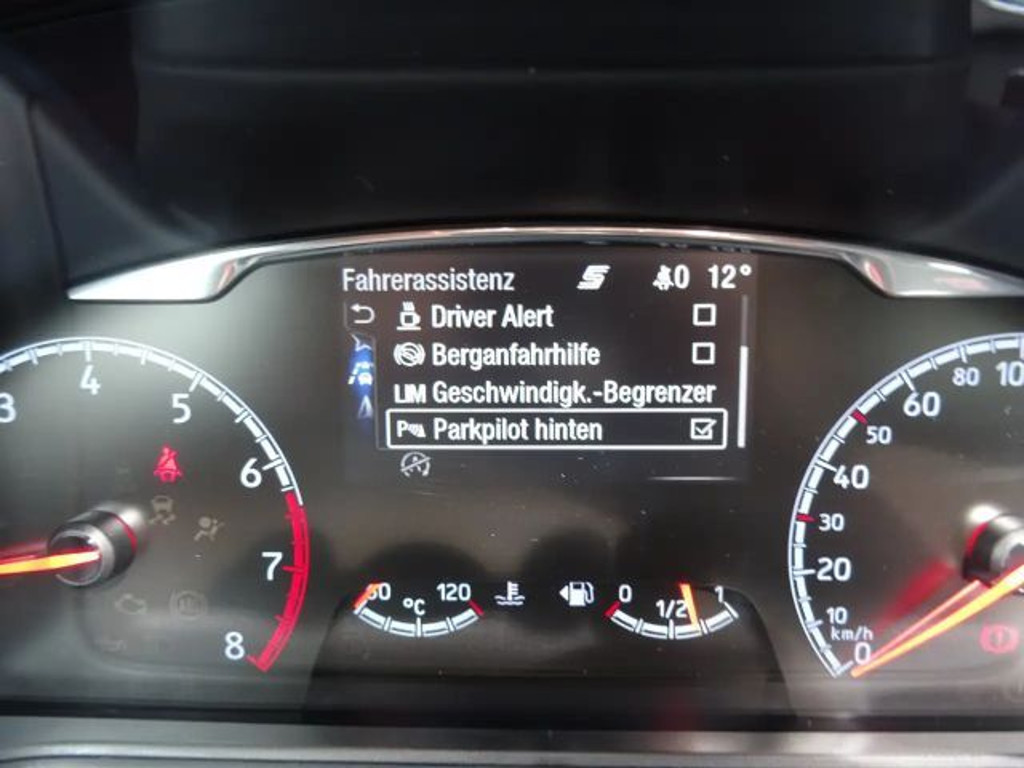 Fahrerassistenz S 0 12°
Driver Alert
Berganfahrhilfe
LIM Geschwindigk.-Begrenzer
P Parkpilot hinten
3
4
5
6
7
8
60 120
°C
0 1/2 1
100
80
60
50
40
30
20
10
km/h
0